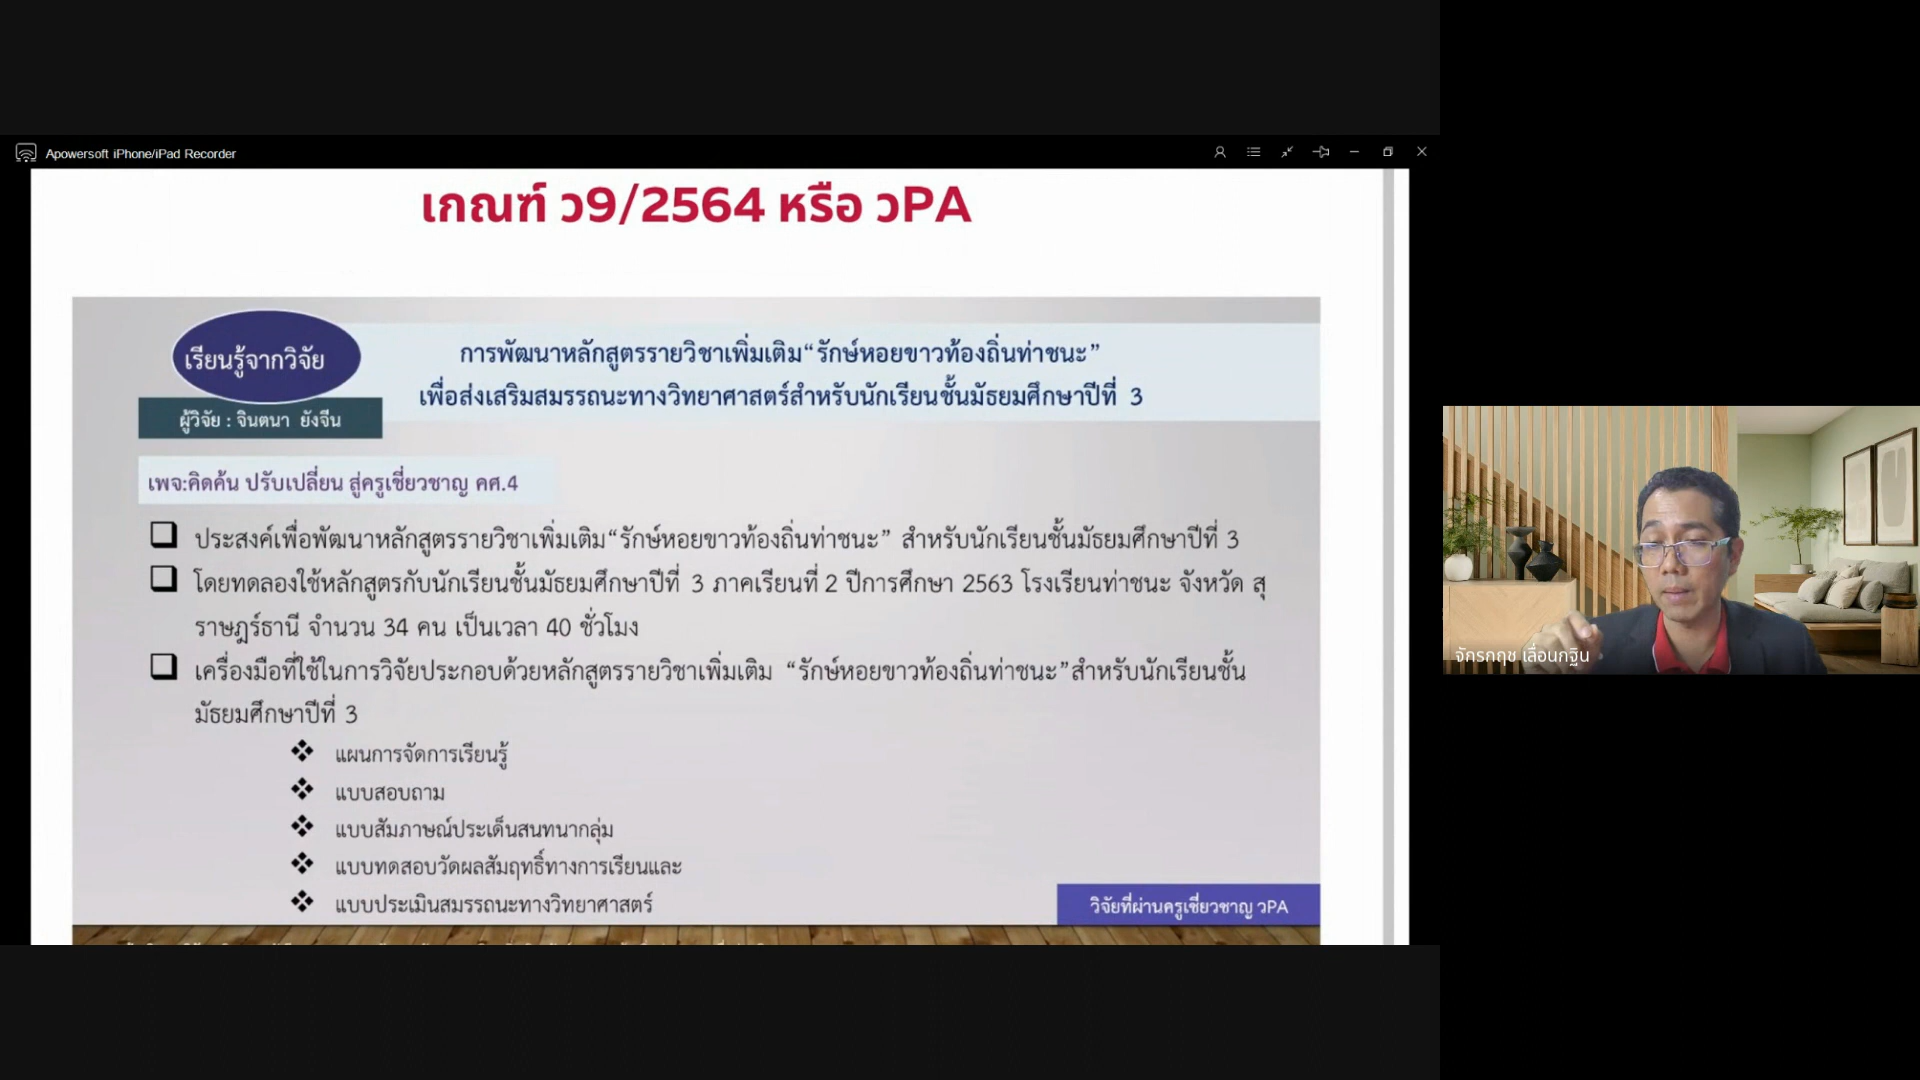 Apowersoft iPhone/iPad Recorder
เกณฑ์ ว9/2564 หรือ วPA
เรียนรู้จากวิจัย
การพัฒนาหลักสูตรรายวิชาเพิ่มเติม“รักษ์หอยขาวท้องถิ่นท่าชนะ”
เพื่อส่งเสริมสมรรถนะทางวิทยาศาสตร์สำหรับนักเรียนชั้นมัธยมศึกษาปีที่ 3
ผู้วิจัย : จินตนา ยังจีน
เพจ:คิดค้น ปรับเปลี่ยน สู่ครูเชี่ยวชาญ คศ.4
ประสงค์เพื่อพัฒนาหลักสูตรรายวิชาเพิ่มเติม“รักษ์หอยขาวท้องถิ่นท่าชนะ” สำหรับนักเรียนชั้นมัธยมศึกษาปีที่ 3
โดยทดลองใช้หลักสูตรกับนักเรียนชั้นมัธยมศึกษาปีที่ 3 ภาคเรียนที่ 2 ปีการศึกษา 2563 โรงเรียนท่าชนะ จังหวัด สุ
ราษฎร์ธานี จำนวน 34 คน เป็นเวลา 40 ชั่วโมง
เครื่องมือที่ใช้ในการวิจัยประกอบด้วยหลักสูตรรายวิชาเพิ่มเติม “รักษ์หอยขาวท้องถิ่นท่าชนะ”สำหรับนักเรียนชั้น
มัธยมศึกษาปีที่ 3
แผนการจัดการเรียนรู้
แบบสอบถาม
แบบสัมภาษณ์ประเด็นสนทนากลุ่ม
แบบทดสอบวัดผลสัมฤทธิ์ทางการเรียนและ
แบบประเมินสมรรถนะทางวิทยาศาสตร์
วิจัยที่ผ่านครูเชี่ยวชาญ วPA
จักรกฤช เลื่อนกฐิน